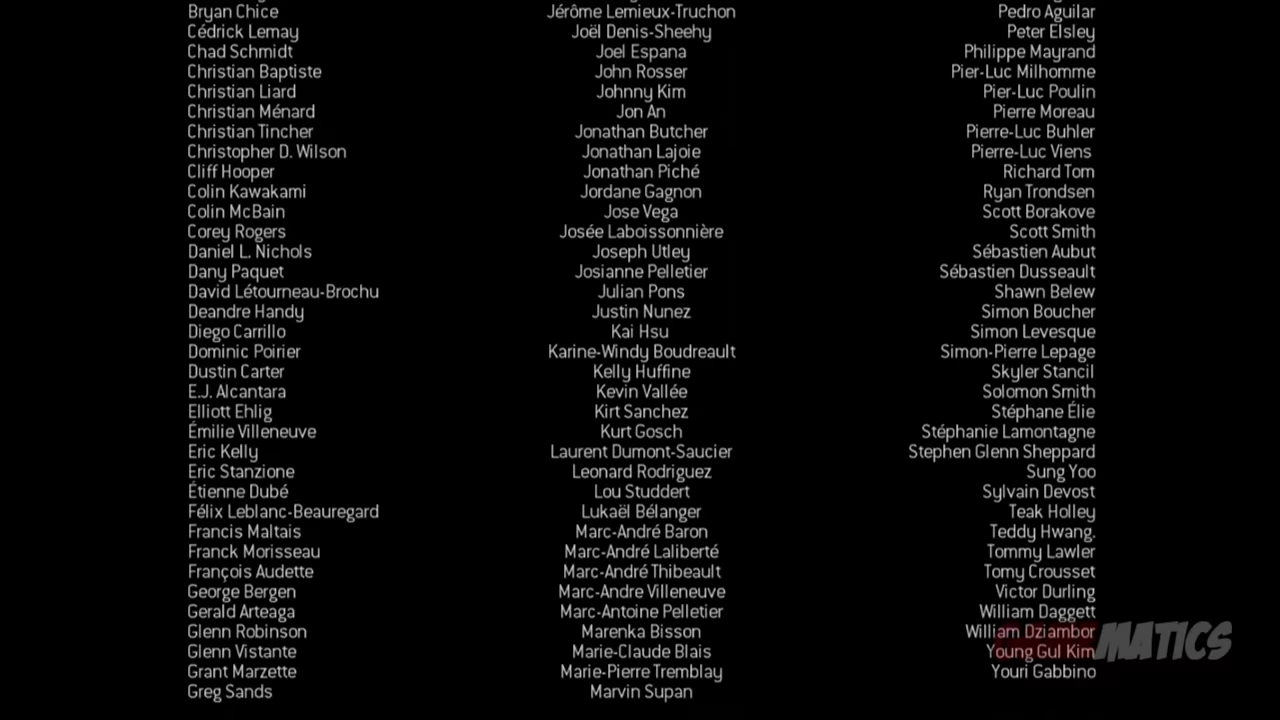 Bryan Chice
Cédrick Lemay
Chad Schmidt
Christian Baptiste
Christian Liard
Christian Ménard
Christian Tincher
Christopher D. Wilson
Cliff Hooper
Colin Kawakami
Colin McBain
Corey Rogers
Daniel L. Nichols
Dany Paquet
David Létourneau-Brochu
Deandre Handy
Diego Carrillo
Dominic Poirier
Dustin Carter
E.J. Alcantara
Elliott Ehlig
Émilie Villeneuve
Eric Kelly
Eric Stanzione
Étienne Dubé
Félix Leblanc-Beauregard
Francis Maltais
Franck Morisseau
François Audette
George Bergen
Gerald Arteaga
Glenn Robinson
Glenn Vistante
Grant Marzette
Greg Sands
Jérôme Lemieux-Truchon
Joël Denis-Sheehy
Joel Espana
John Rosser
Johnny Kim
Jon An
Jonathan Butcher
Jonathan Lajoie
Jonathan Piché
Jordane Gagnon
Jose Vega
Josée Laboissonnière
Joseph Utley
Josianne Pelletier
Julian Pons
Justin Nunez
Kai Hsu
Karine-Windy Boudreault
Kelly Huffine
Kevin Vallée
Kirt Sanchez
Kurt Gosch
Laurent Dumont-Saucier
Leonard Rodriguez
Lou Studdert
Lukaël Bélanger
Marc-André Baron
Marc-André Laliberté
Marc-André Thibeault
Marc-Andre Villeneuve
Marc-Antoine Pelletier
Marenka Bisson
Marie-Claude Blais
Marie-Pierre Tremblay
Marvin Supan
Pedro Aguilar
Peter Elsley
Philippe Mayrand
Pier-Luc Milhomme
Pier-Luc Poulin
Pierre Moreau
Pierre-Luc Buhler
Pierre-Luc Viens
Richard Tom
Ryan Trondsen
Scott Borakove
Scott Smith
Sébastien Aubut
Sébastien Dusseault
Shawn Belew
Simon Boucher
Simon Levesque
Simon-Pierre Lepage
Skyler Stancil
Solomon Smith
Stéphane Élie
Stéphanie Lamontagne
Stephen Glenn Sheppard
Sung Yoo
Sylvain Devost
Teak Holley
Teddy Hwang.
Tommy Lawler
Tomy Crousset
Victor Durling
William Daggett
William Dziambor
Young Gul Kim
Youri Gabbino